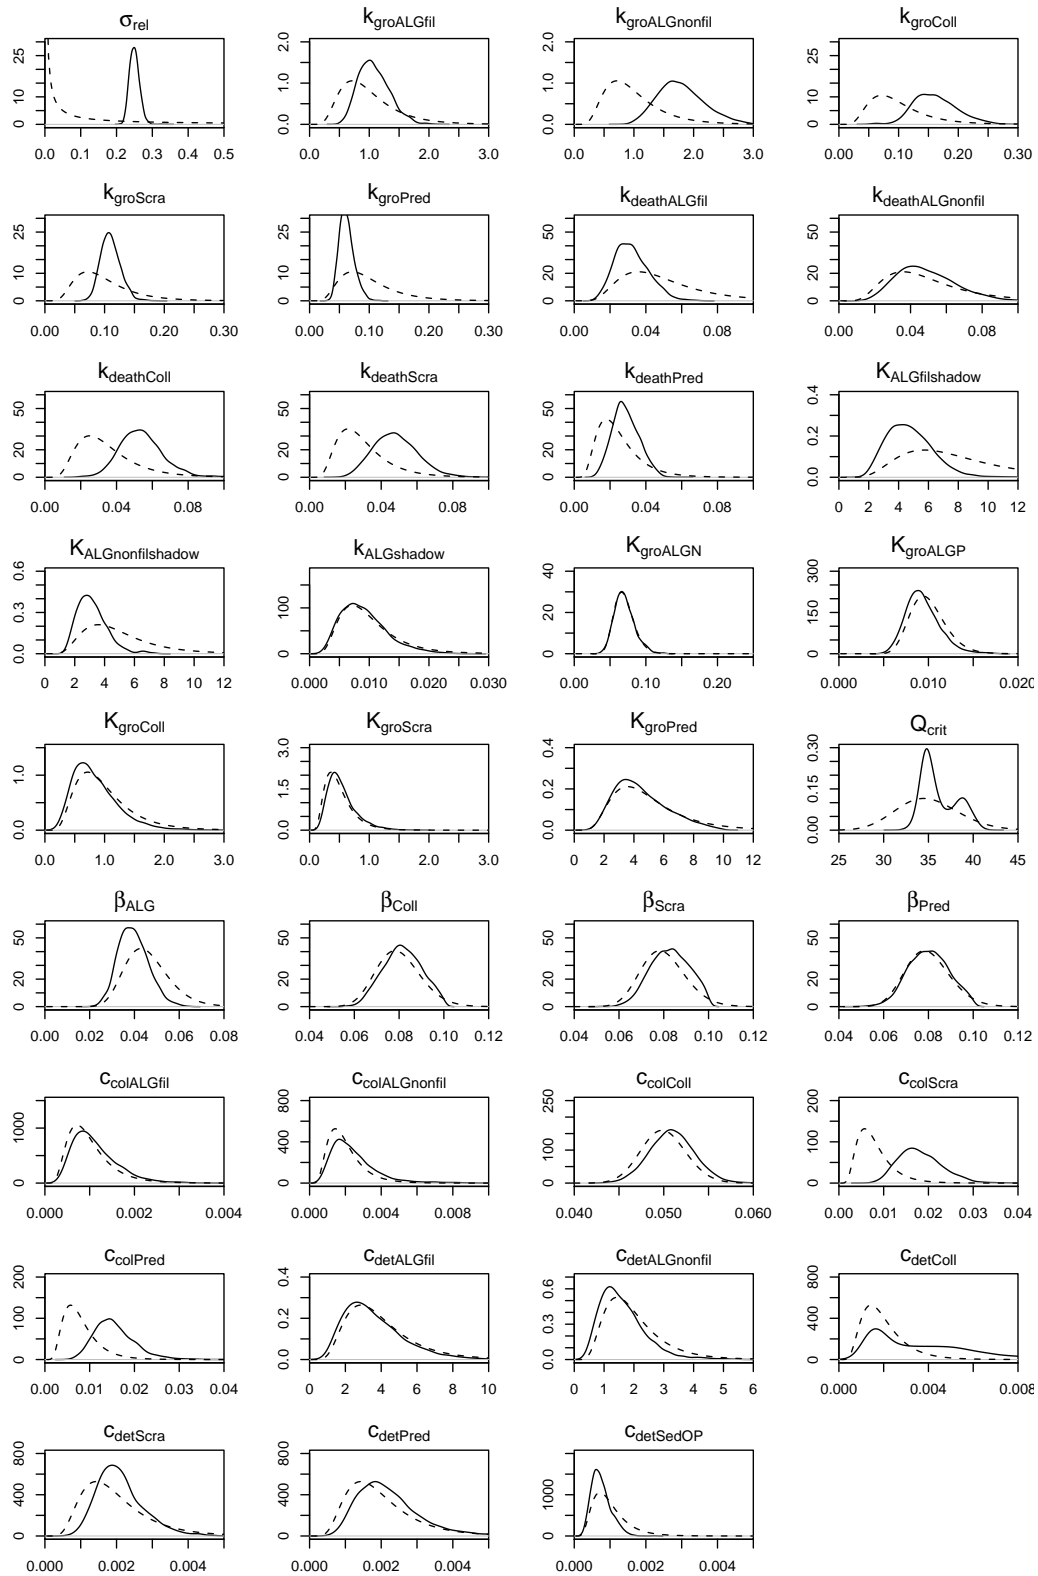 σrel kgroALGfil kgroALGnonfil kgroColl
0 10 25 0.0 1.0 2.0 0.0 1.0 2.0 0 10 25
0.0 0.1 0.2 0.3 0.5 0.0 1.0 2.0 3.0 0.0 1.0 2.0 3.0 0.00 0.10 0.20 0.30
kgroScra kgroPred kdeathALGfil kdeathALGnonfil
0 10 25 0 10 25 0 20 50 0 20 50
0.00 0.10 0.20 0.30 0.00 0.10 0.20 0.30 0.00 0.04 0.08 0.00 0.04 0.08
kdeathColl kdeathScra kdeathPred KALGfilshadow
0 20 50 0 20 50 0 20 50 0.0 0.2 0.4
0.00 0.04 0.08 0.00 0.04 0.08 0.00 0.04 0.08 0 2 4 6 8 10 12
KALGnonfilshadow kALGshadow KgroALGN KgroALGP
0.0 0.3 0.6 0 100 0 20 40 0 150 300
0 2 4 6 8 10 12 0.000 0.010 0.030 0.00 0.10 0.20 0.000 0.010 0.020
KgroColl KgroScra KgroPred Qcrit
0.0 1.0 0.0 1.5 3.0 0.0 0.2 0.4 0.00 0.15 0.30
0.0 1.0 2.0 3.0 0.0 1.0 2.0 3.0 0 2 4 6 8 10 12 25 30 35 40 45
βALG βColl βScra βPred
0 20 50 0 20 50 0 20 50 0 20 50
0.00 0.02 0.04 0.06 0.08 0.04 0.06 0.08 0.10 0.12 0.04 0.06 0.08 0.10 0.12 0.04 0.06 0.08 0.10 0.12
ccolALGfil ccolALGnonfil ccolColl ccolScra
0 1000 0 400 800 0 100 250 0 100 200
0.000 0.002 0.004 0.000 0.004 0.008 0.040 0.050 0.060 0.00 0.01 0.02 0.03 0.04
ccolPred cdetALGfil cdetALGnonfil cdetColl
0 100 200 0.0 0.2 0.4 0.0 0.3 0.6 0 400 800
0.00 0.01 0.02 0.03 0.04 0 2 4 6 8 10 0 1 2 3 4 5 6 0.000 0.004 0.008
cdetScra cdetPred cdetSedOP
0 400 800 0 400 800 0 1000
0.000 0.002 0.004 0.000 0.002 0.004 0.000 0.002 0.004